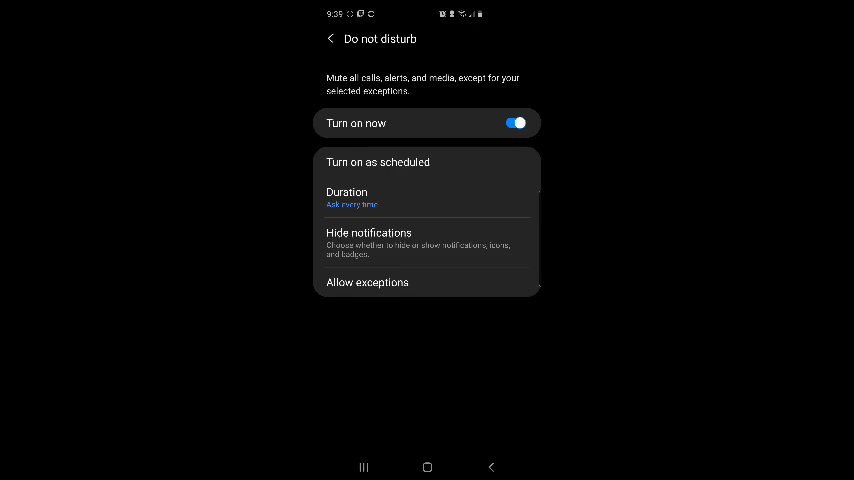 9:39
Do not disturb
Mute all calls, alerts, and media, except for your
selected exceptions.
Turn on now
Turn on as scheduled
Duration
Ask every time
Hide notifications
Choose whether to hide or show notifications, icons,
and badges.
Allow exceptions